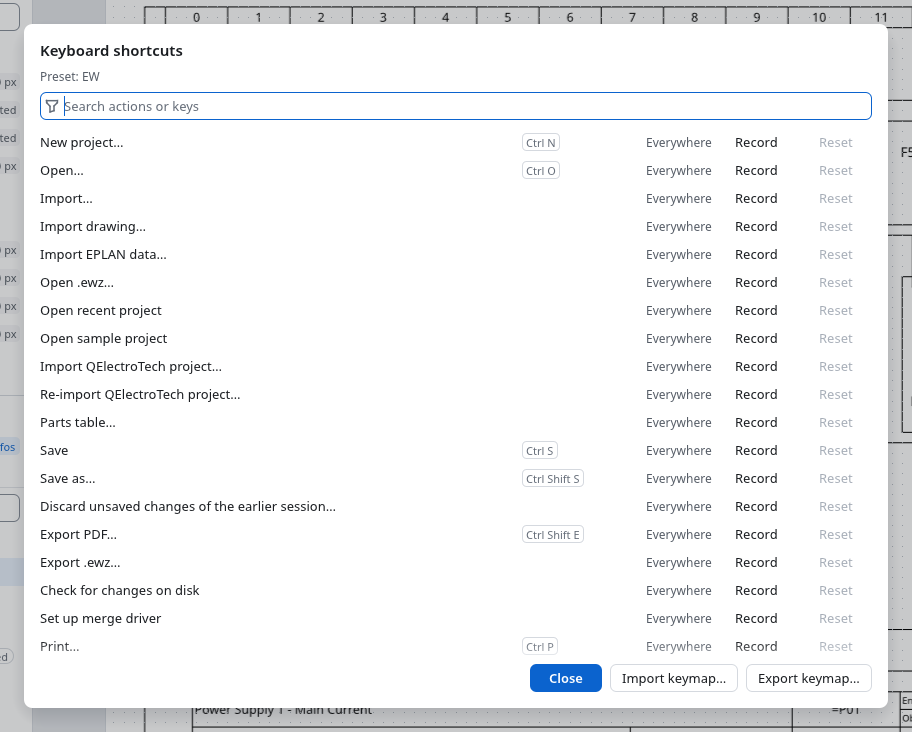 0 1 2 3 4 5 6 7 8 9 10 11
Keyboard shortcuts
Preset: EW
Search actions or keys
New project... Ctrl N Everywhere Record Reset
Open... Ctrl O Everywhere Record Reset
Import... Everywhere Record Reset
Import drawing... Everywhere Record Reset
Import EPLAN data... Everywhere Record Reset
Open .ewz... Everywhere Record Reset
Open recent project Everywhere Record Reset
Open sample project Everywhere Record Reset
Import QElectroTech project... Everywhere Record Reset
Re-import QElectroTech project... Everywhere Record Reset
Parts table... Everywhere Record Reset
Save Ctrl S Everywhere Record Reset
Save as... Ctrl Shift S Everywhere Record Reset
Discard unsaved changes of the earlier session... Everywhere Record Reset
Export PDF... Ctrl Shift E Everywhere Record Reset
Export .ewz... Everywhere Record Reset
Check for changes on disk Everywhere Record Reset
Set up merge driver Everywhere Record Reset
Print... Ctrl P Everywhere Record Reset
Close Import keymap... Export keymap...
Power Supply 1 - Main Current =P01